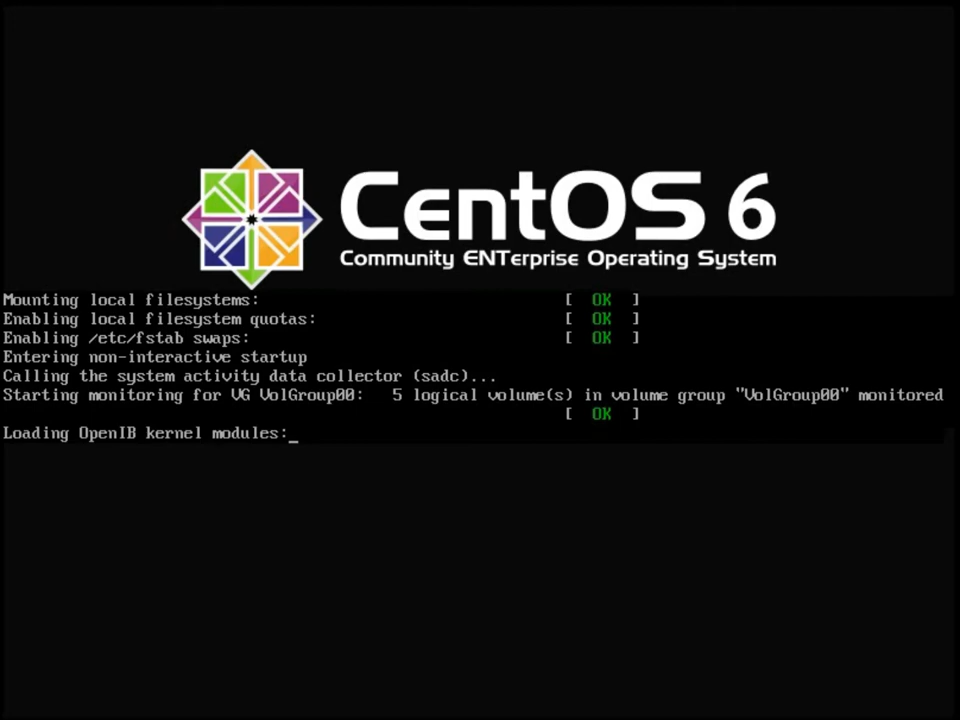 CentOS 6
Community ENTerprise Operating System
Mounting local filesystems: [ OK ]
Enabling local filesystem quotas: [ OK ]
Enabling /etc/fstab swaps: [ OK ]
Entering non-interactive startup
Calling the system activity data collector (sadc)...
Starting monitoring for VG VolGroup00: 5 logical volume(s) in volume group "VolGroup00" monitored
[ OK ]
Loading OpenIB kernel modules:_